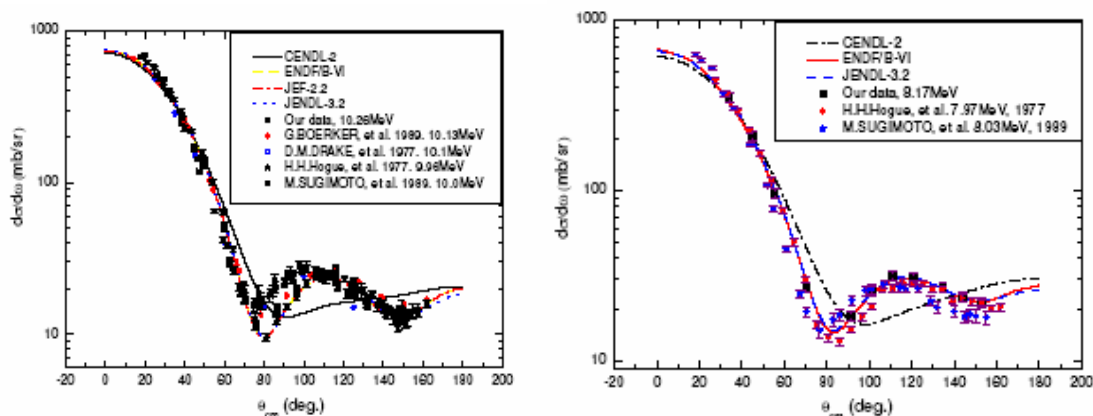 1000
CENDL-2
ENDF/B-VI
JEF-2.2
JENDL-3.2
Our data, 10.26MeV
G.BOERKER, et al. 1989. 10.13MeV
D.M.DRAKE, et al. 1977. 10.1MeV
H.H.Hogue, et al. 1977. 9.96MeV
M.SUGIMOTO, et al. 1989. 10.0MeV
100
10
dσ/dω (mb/sr)
-20 0 20 40 60 80 100 120 140 160 180 200
θcm (deg.)
1000
CENDL-2
ENDF/B-VI
JENDL-3.2
Our data, 8.17MeV
H.H.Hogue, et al. 7.97MeV, 1977
M.SUGIMOTO, et al. 8.03MeV, 1989
100
10
dσ/dω (mb/sr)
-20 0 20 40 60 80 100 120 140 160 180 200
θcm (deg.)